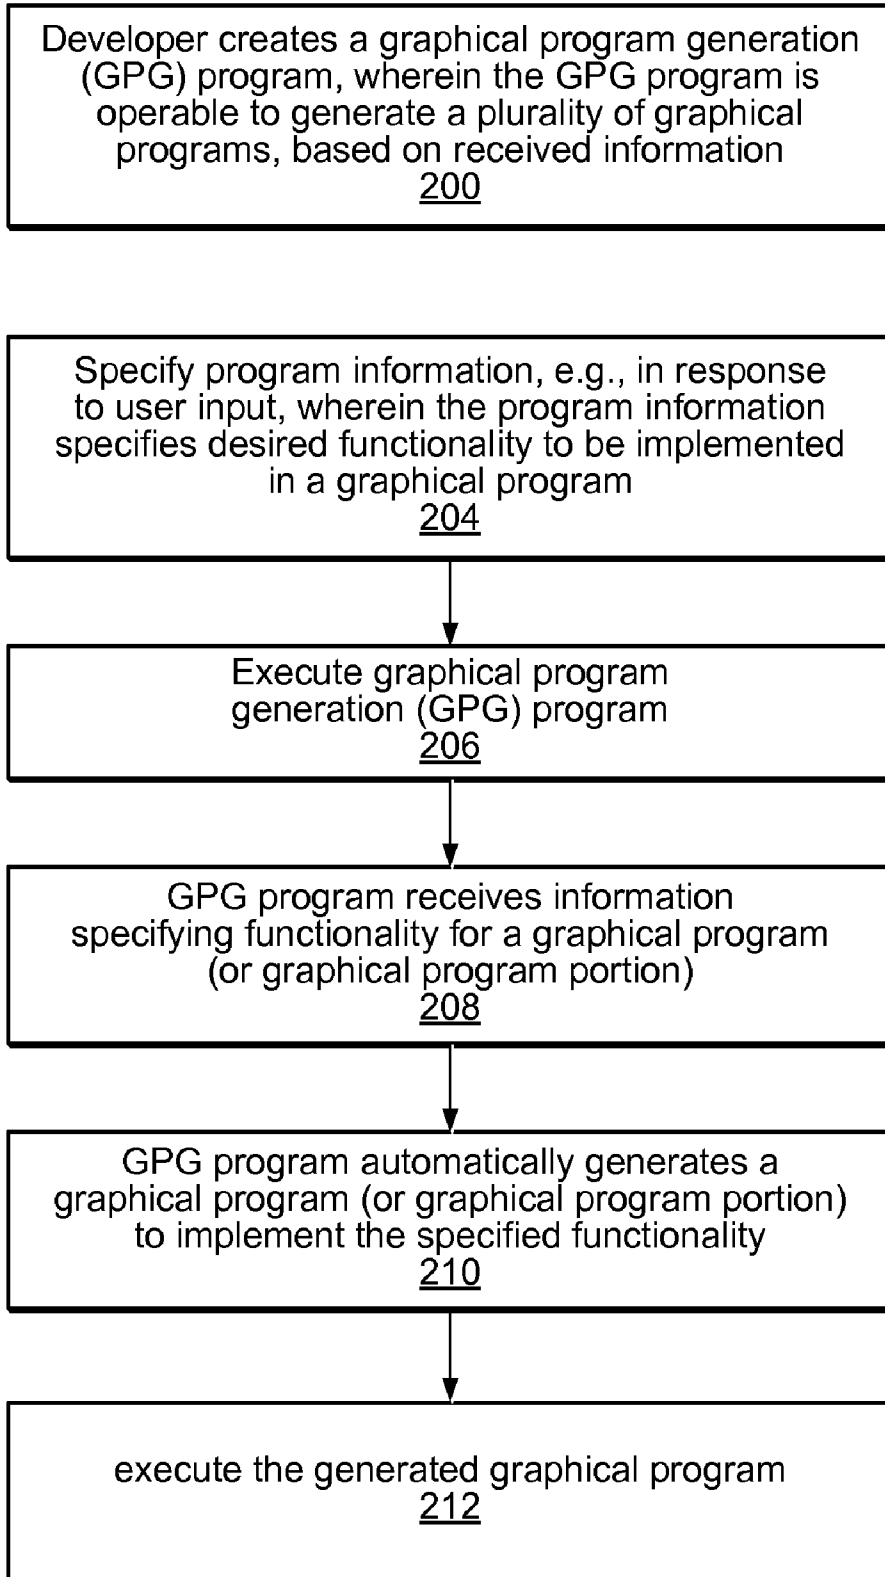 Developer creates a graphical program generation
(GPG) program, wherein the GPG program is
operable to generate a plurality of graphical
programs, based on received information
200
Specify program information, e.g., in response
to user input, wherein the program information
specifies desired functionality to be implemented
in a graphical program
204
Execute graphical program
generation (GPG) program
206
GPG program receives information
specifying functionality for a graphical program
(or graphical program portion)
208
GPG program automatically generates a
graphical program (or graphical program portion)
to implement the specified functionality
210
execute the generated graphical program
212